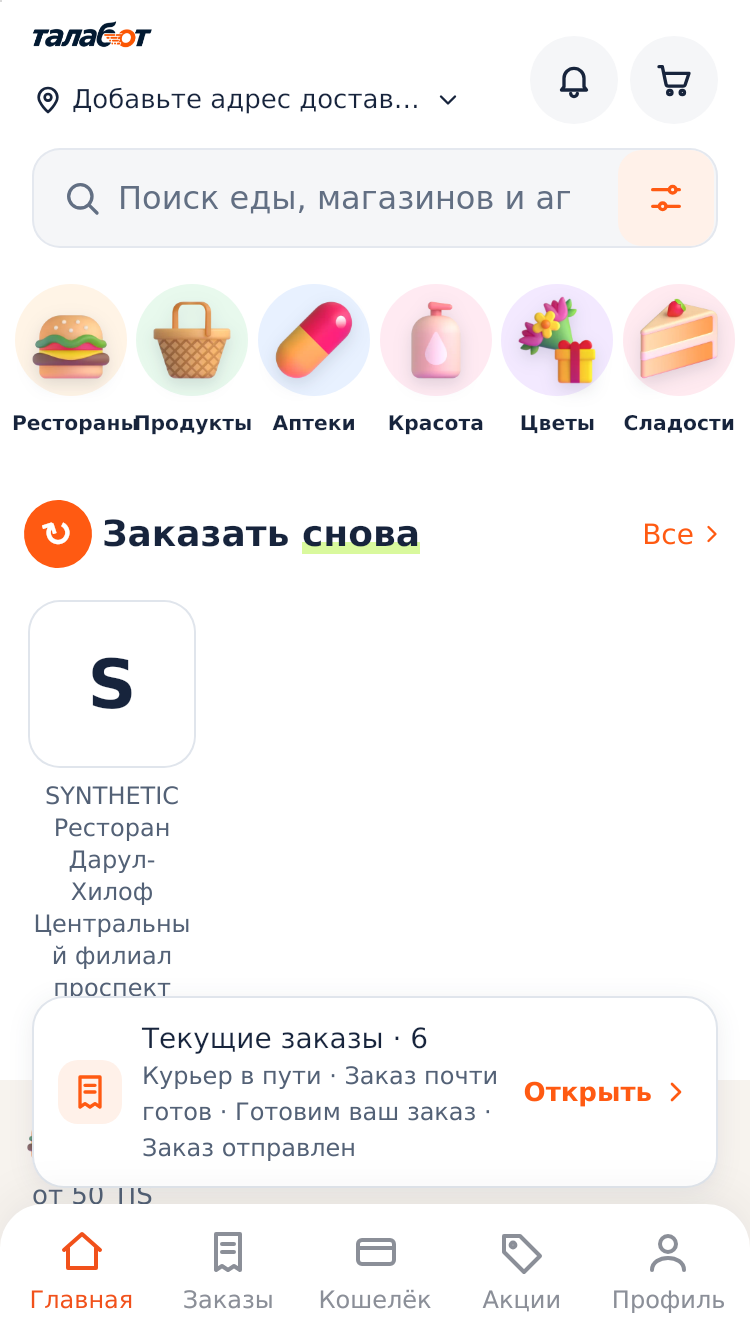 талабот
Добавьте адрес достав...
Поиск еды, магазинов и аг
Рестораны Продукты Аптеки Красота Цветы Сладости
Заказать снова
Все
S
SYNTHETIC
Ресторан
Дарул-
Хилоф
Центральны
й филиал
проспект
Текущие заказы · 6
Курьер в пути · Заказ почти
готов · Готовим ваш заказ ·
Заказ отправлен
Открыть
от 50 TJS
Главная Заказы Кошелёк Акции Профиль